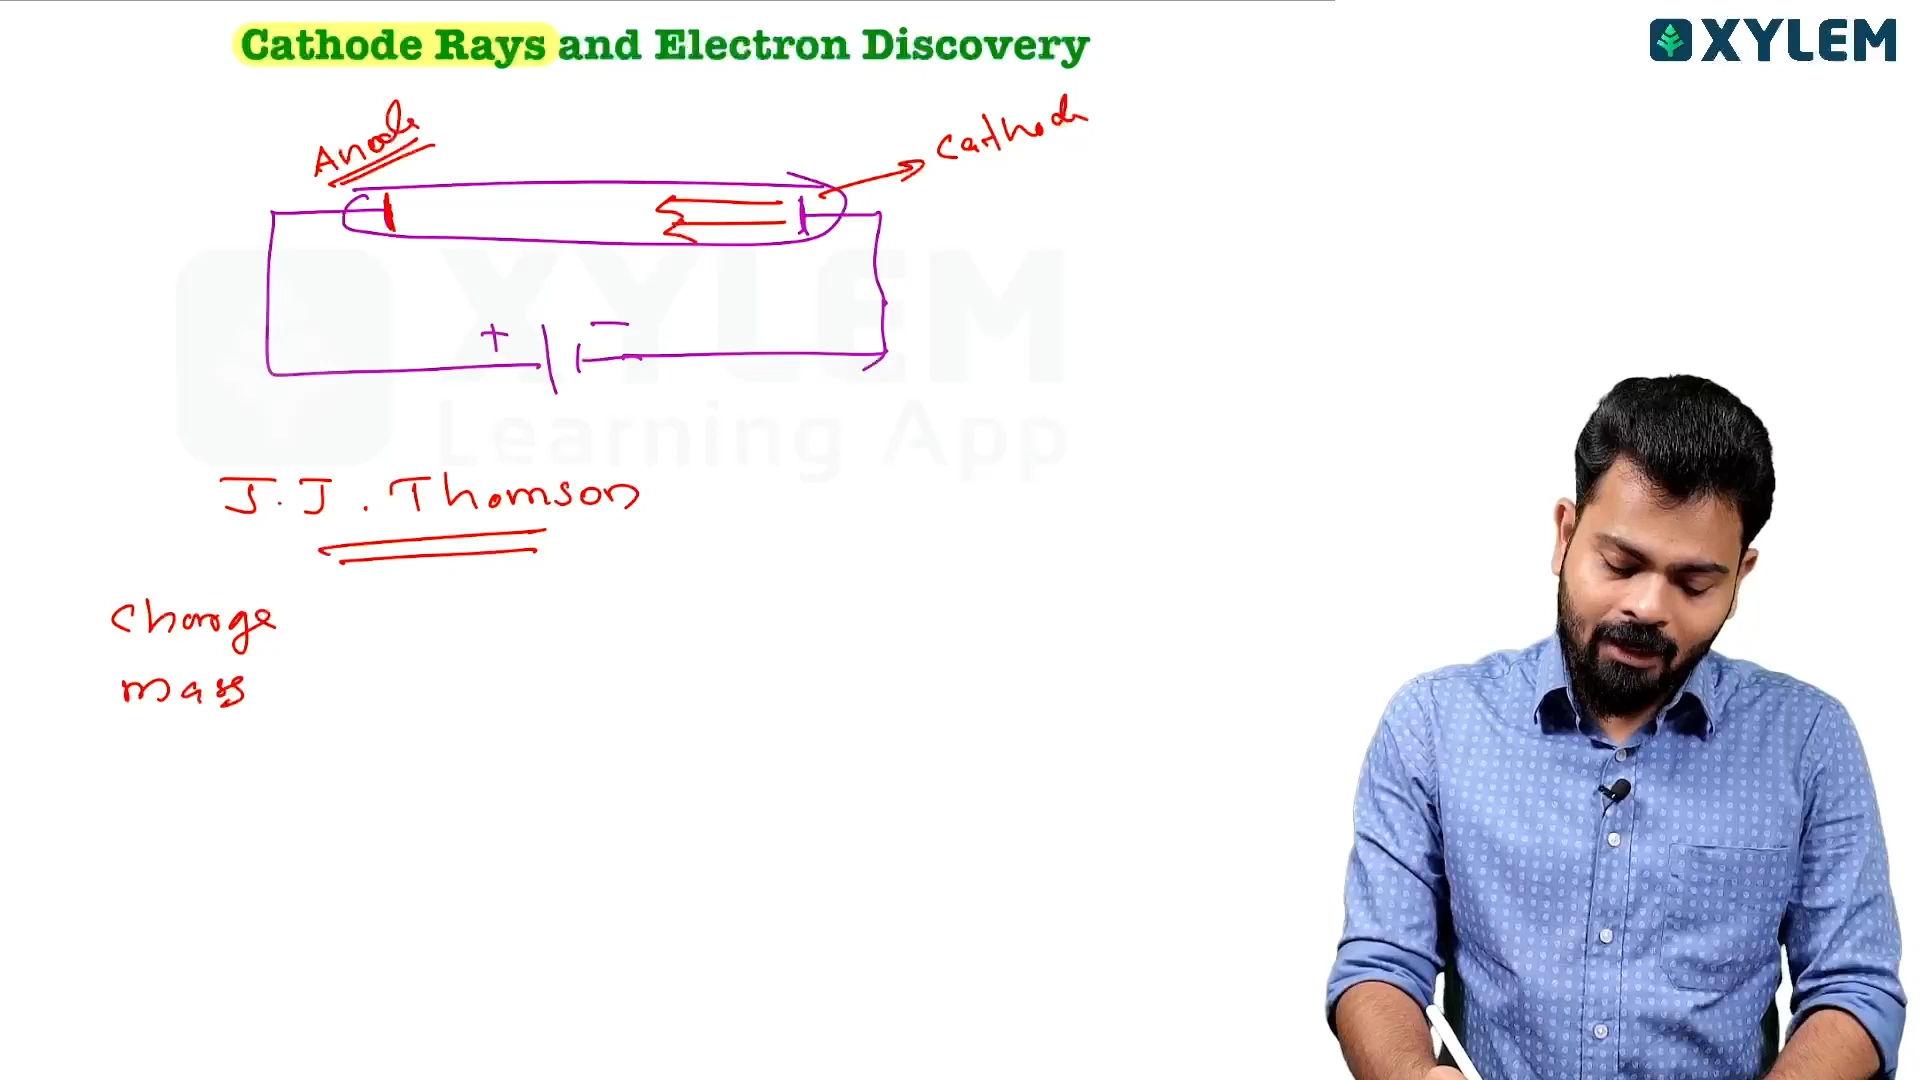 Cathode Rays and Electron Discovery
XYLEM
Anode
Cathode
+
−
XYLEM
Learning App
J.J. Thomson
Charge
mass